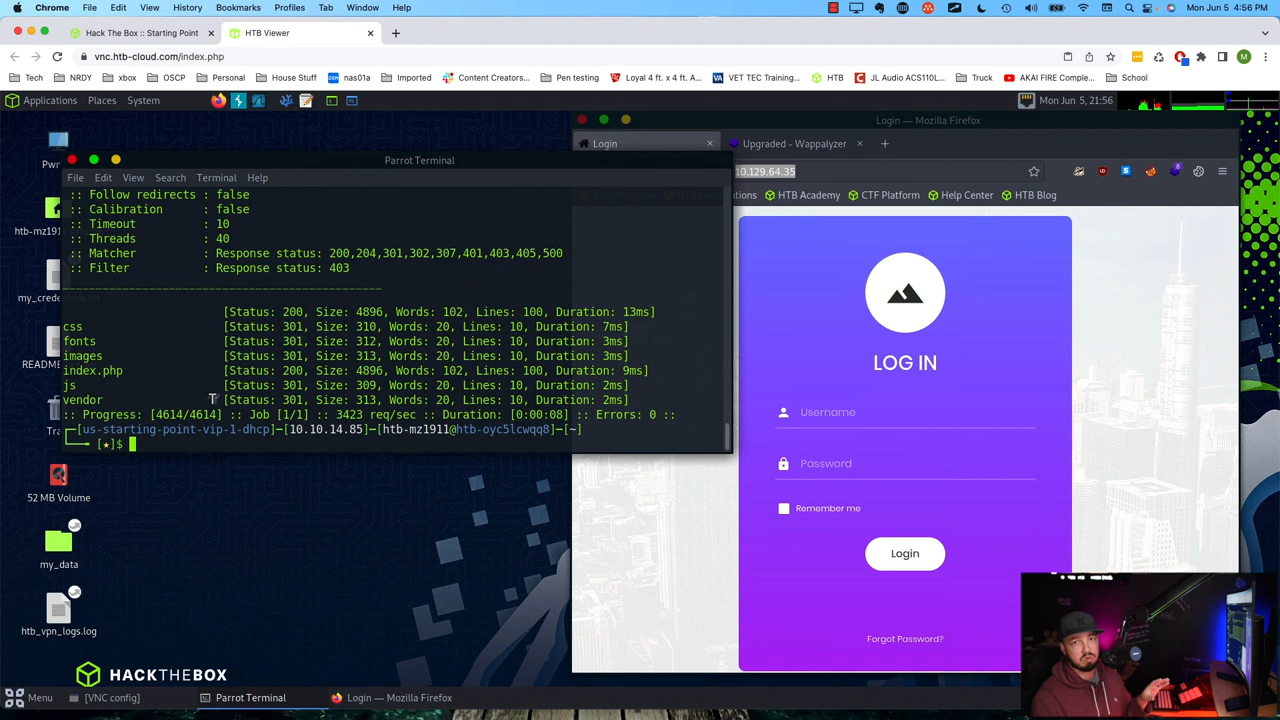 Chrome File Edit View History Bookmarks Profiles Tab Window Help Mon Jun 5 4:56 PM
Hack The Box :: Starting Point HTB Viewer
vnc.htb-cloud.com/index.php
Tech NRDY xbox OSCP Personal House Stuff nas01a Imported Content Creators... Pen testing Loyal 4 ft. x 4 ft. A... VET TEC Training... HTB JL Audio ACS110L... Truck AKAI FIRE Comple... School
Applications Places System Mon Jun 5, 21:56
Login — Mozilla Firefox
Login Upgraded - Wappalyzer
10.129.64.35
HTB Academy CTF Platform Help Center HTB Blog
Parrot Terminal
File Edit View Search Terminal Help
:: Follow redirects : false
:: Calibration : false
:: Timeout : 10
:: Threads : 40
:: Matcher : Response status: 200,204,301,302,307,401,403,405,500
:: Filter : Response status: 403
________________________________________________
[Status: 200, Size: 4896, Words: 102, Lines: 100, Duration: 13ms]
css [Status: 301, Size: 310, Words: 20, Lines: 10, Duration: 7ms]
fonts [Status: 301, Size: 312, Words: 20, Lines: 10, Duration: 3ms]
images [Status: 301, Size: 313, Words: 20, Lines: 10, Duration: 3ms]
index.php [Status: 200, Size: 4896, Words: 102, Lines: 100, Duration: 9ms]
js [Status: 301, Size: 309, Words: 20, Lines: 10, Duration: 2ms]
vendor [Status: 301, Size: 313, Words: 20, Lines: 10, Duration: 2ms]
:: Progress: [4614/4614] :: Job [1/1] :: 3423 req/sec :: Duration: [0:00:08] :: Errors: 0 ::
┌─[us-starting-point-vip-1-dhcp]─[10.10.14.85]─[htb-mz1911@htb-oyc5lcwqq8]─[~]
└──╼ [★]$
Pwn
htb-mz191
my_crede
README
Tra
52 MB Volume
my_data
htb_vpn_logs.log
HACKTHEBOX
LOG IN
Username
Password
Remember me
Login
Forgot Password?
Menu [VNC config] Parrot Terminal Login — Mozilla Firefox